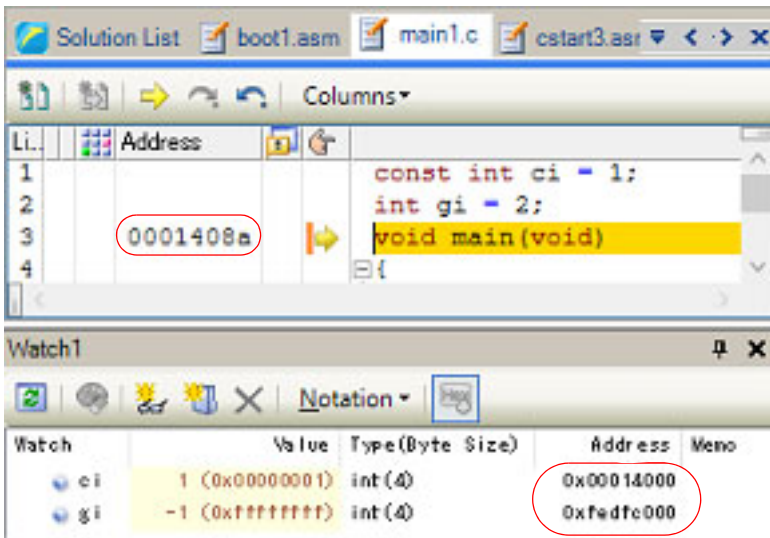 Solution List boot1.asm main1.c cstart3.asr
Columns
Li.. Address
1 const int ci = 1;
2 int gi = 2;
3 0001408a void main(void)
4 {
Watch1
Notation Hex
Watch Value Type(Byte Size) Address Memo
ci 1 (0x00000001) int(4) 0x00014000
gi -1 (0xffffffff) int(4) 0xfedfc000